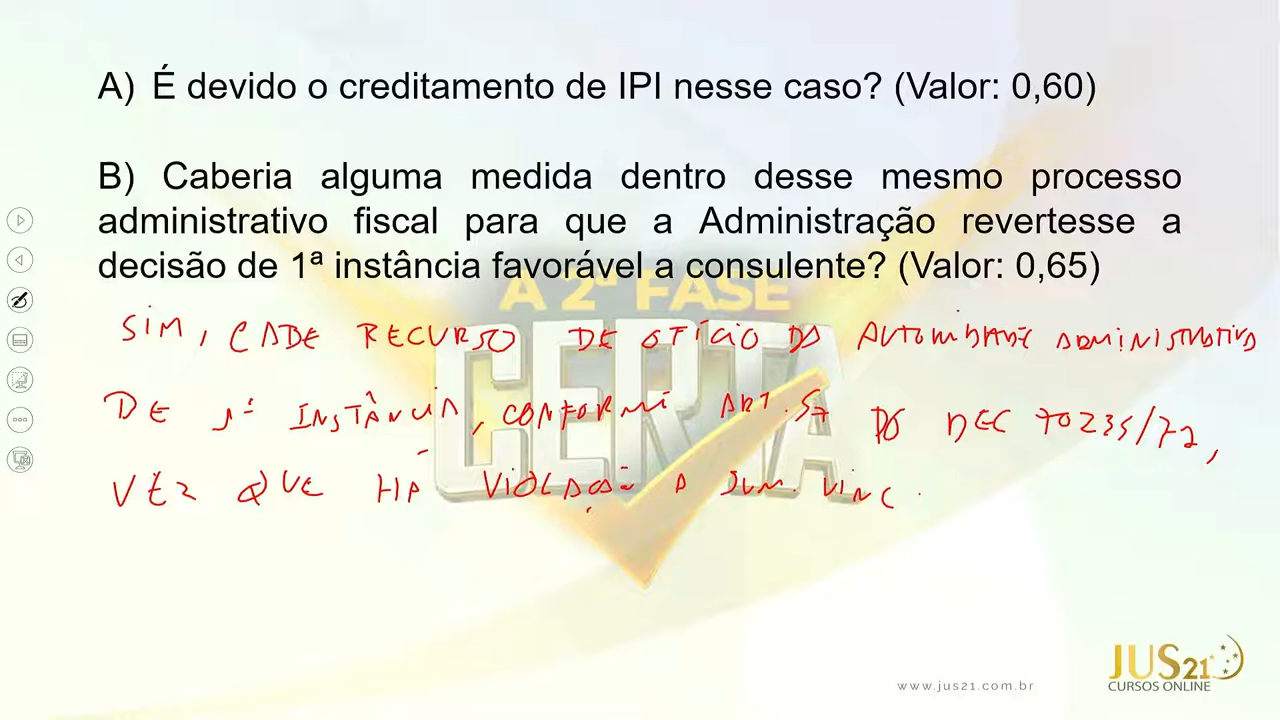 A) É devido o creditamento de IPI nesse caso? (Valor: 0,60)
B) Caberia alguma medida dentro desse mesmo processo
administrativo fiscal para que a Administração revertesse a
decisão de 1ª instância favorável a consulente? (Valor: 0,65)
A 2ª FASE
CERTA
SIM, CABE RECURSO DE OFÍCIO DA AUTORIDADE ADMINISTRATIVA
DE 1ª INSTÂNCIA, CONFORME ART. 57 DO DEC 70235/72,
VEZ QUE HÁ VIOLAÇÃO A SUM. VINC.
www.jus21.com.br
JUS21
CURSOS ONLINE